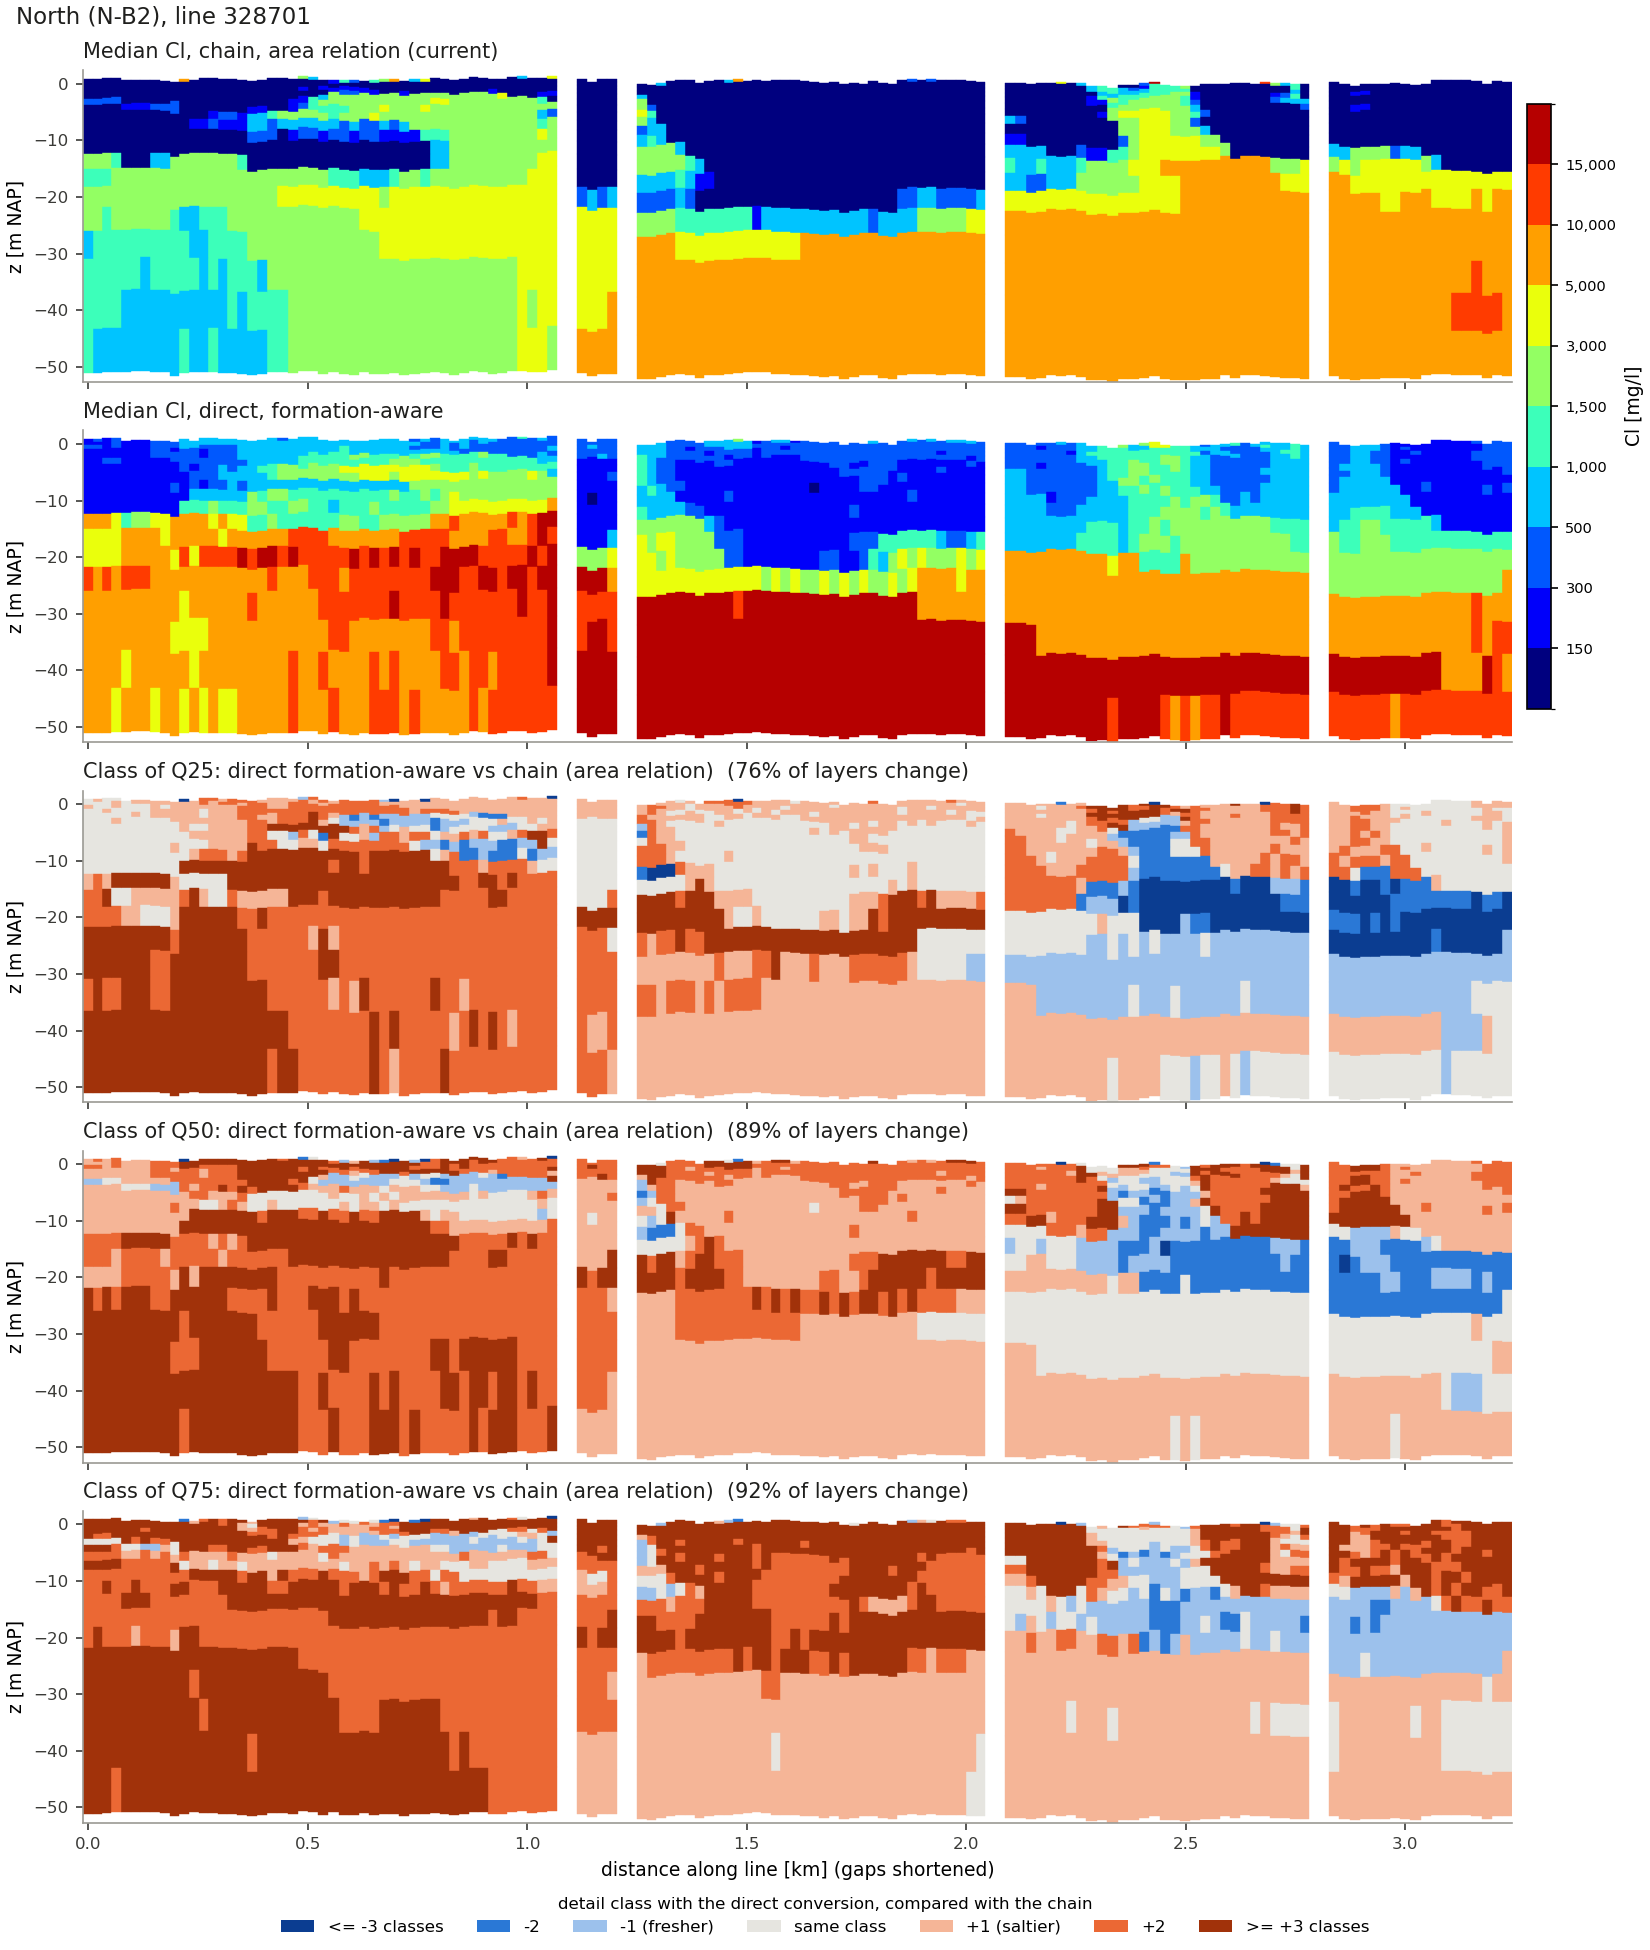 North (N-B2), line 328701
Median Cl, chain, area relation (current)
0
−10
−20
−30
−40
−50
z [m NAP]
Median Cl, direct, formation-aware
0
−10
−20
−30
−40
−50
z [m NAP]
15,000
10,000
5,000
3,000
1,500
1,000
500
300
150
Cl [mg/l]
Class of Q25: direct formation-aware vs chain (area relation)  (76% of layers change)
0
−10
−20
−30
−40
−50
z [m NAP]
Class of Q50: direct formation-aware vs chain (area relation)  (89% of layers change)
0
−10
−20
−30
−40
−50
z [m NAP]
Class of Q75: direct formation-aware vs chain (area relation)  (92% of layers change)
0
−10
−20
−30
−40
−50
z [m NAP]
0.0 0.5 1.0 1.5 2.0 2.5 3.0
distance along line [km] (gaps shortened)
detail class with the direct conversion, compared with the chain
<= -3 classes -2 -1 (fresher) same class +1 (saltier) +2 >= +3 classes